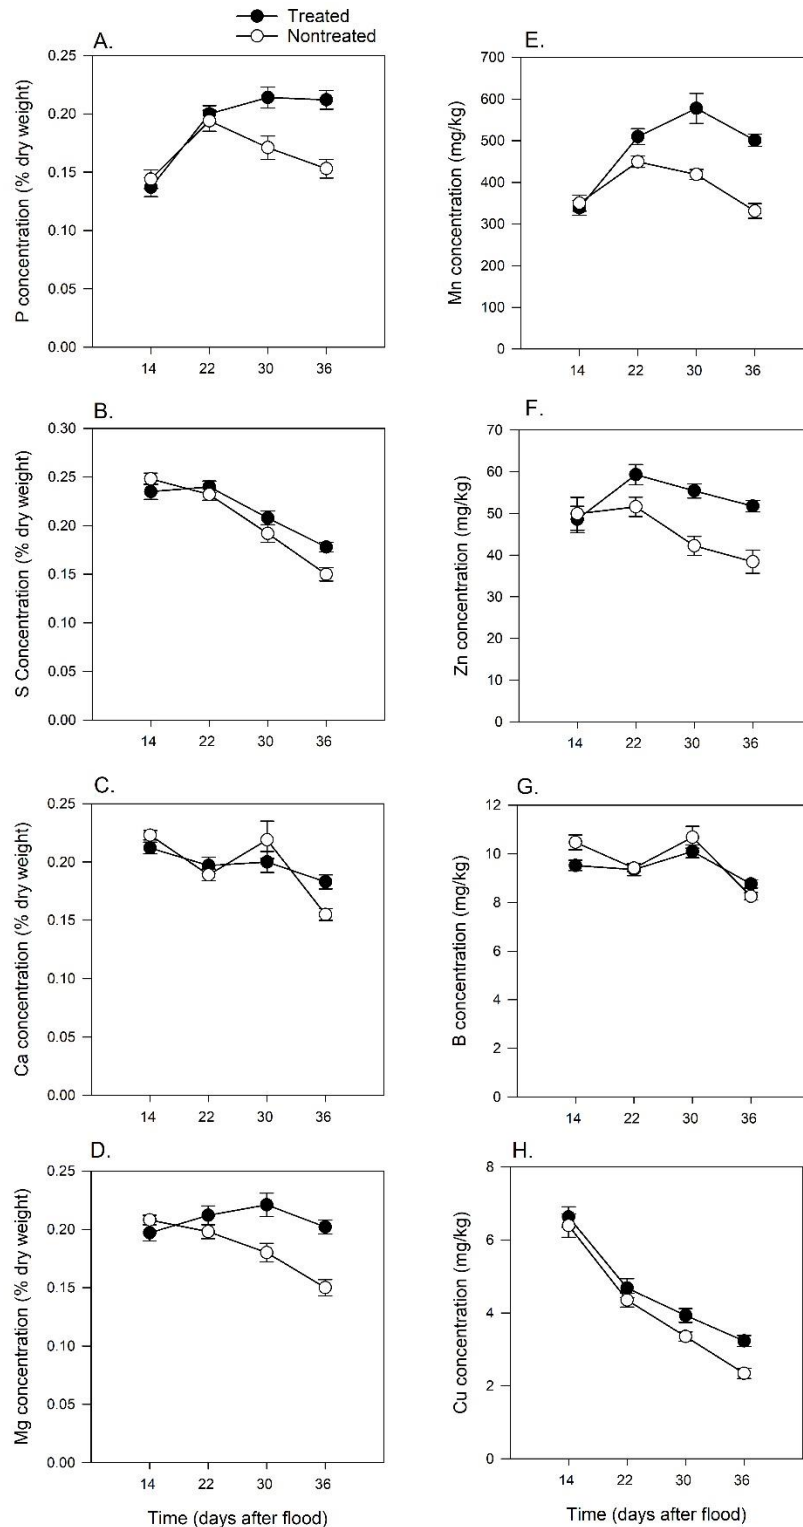 Treated
Nontreated
A.
P concentration (% dry weight)
0.25
0.20
0.15
0.10
0.05
0.00
14 22 30 36
B.
S Concentration (% dry weight)
0.30
0.25
0.20
0.15
0.10
0.05
0.00
14 22 30 36
C.
Ca concentration (% dry weight)
0.25
0.20
0.15
0.10
0.05
0.00
14 22 30 36
D.
Mg concentration (% dry weight)
0.25
0.20
0.15
0.10
0.05
0.00
14 22 30 36
Time (days after flood)
E.
Mn concentration (mg/kg)
700
600
500
400
300
200
100
0
14 22 30 36
F.
Zn concentration (mg/kg)
70
60
50
40
30
20
10
0
14 22 30 36
G.
B concentration (mg/kg)
12
10
8
6
4
2
0
14 22 30 36
H.
Cu concentration (mg/kg)
8
6
4
2
0
14 22 30 36
Time (days after flood)